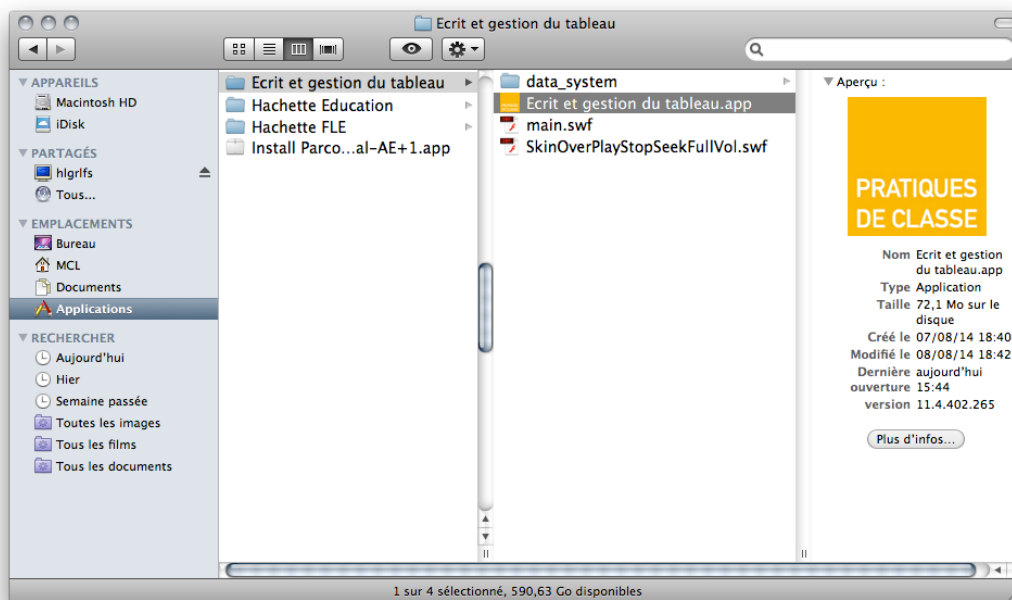 Ecrit et gestion du tableau
APPAREILS
Macintosh HD
iDisk
PARTAGÉS
hlgrlfs
Tous...
EMPLACEMENTS
Bureau
MCL
Documents
Applications
RECHERCHER
Aujourd'hui
Hier
Semaine passée
Toutes les images
Tous les films
Tous les documents
Ecrit et gestion du tableau
Hachette Education
Hachette FLE
Install Parco...al-AE+1.app
data_system
Ecrit et gestion du tableau.app
main.swf
SkinOverPlayStopSeekFullVol.swf
Aperçu :
PRATIQUES
DE CLASSE
Nom Ecrit et gestion
du tableau.app
Type Application
Taille 72,1 Mo sur le
disque
Créé le 07/08/14 18:40
Modifié le 08/08/14 18:42
Dernière aujourd'hui
ouverture 15:44
version 11.4.402.265
Plus d'infos...
1 sur 4 sélectionné, 590,63 Go disponibles